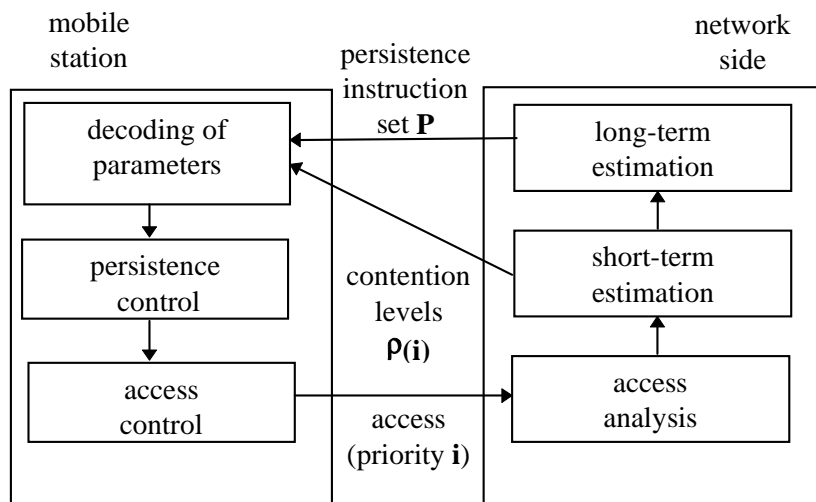 mobile
station
network
side
persistence
instruction
set P
decoding of
parameters
long-term
estimation
persistence
control
contention
levels
ρ(i)
short-term
estimation
access
control
access
(priority i)
access
analysis